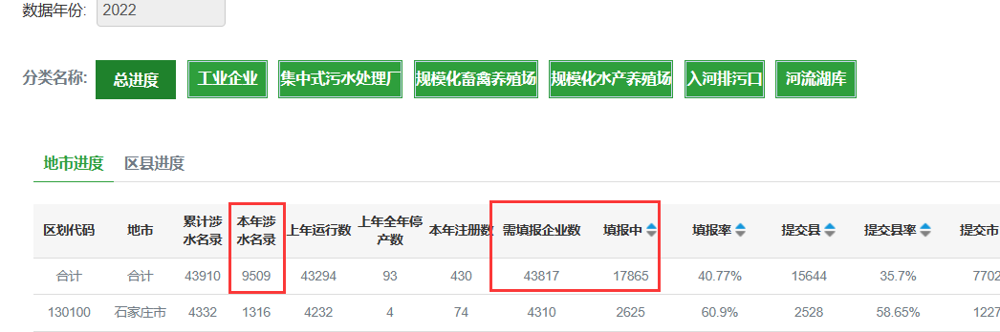 数据年份: 2022
分类名称: 总进度 工业企业 集中式污水处理厂 规模化畜禽养殖场 规模化水产养殖场 入河排污口 河流湖库
地市进度 区县进度
区划代码 地市 累计涉水名录 本年涉水名录 上年运行数 上年全年停产数 本年注册数 需填报企业数 填报中 填报率 提交县 提交县率 提交市
合计 合计 43910 9509 43294 93 430 43817 17865 40.77% 15644 35.7% 7702
130100 石家庄市 4332 1316 4232 4 74 4310 2625 60.9% 2528 58.65% 1227